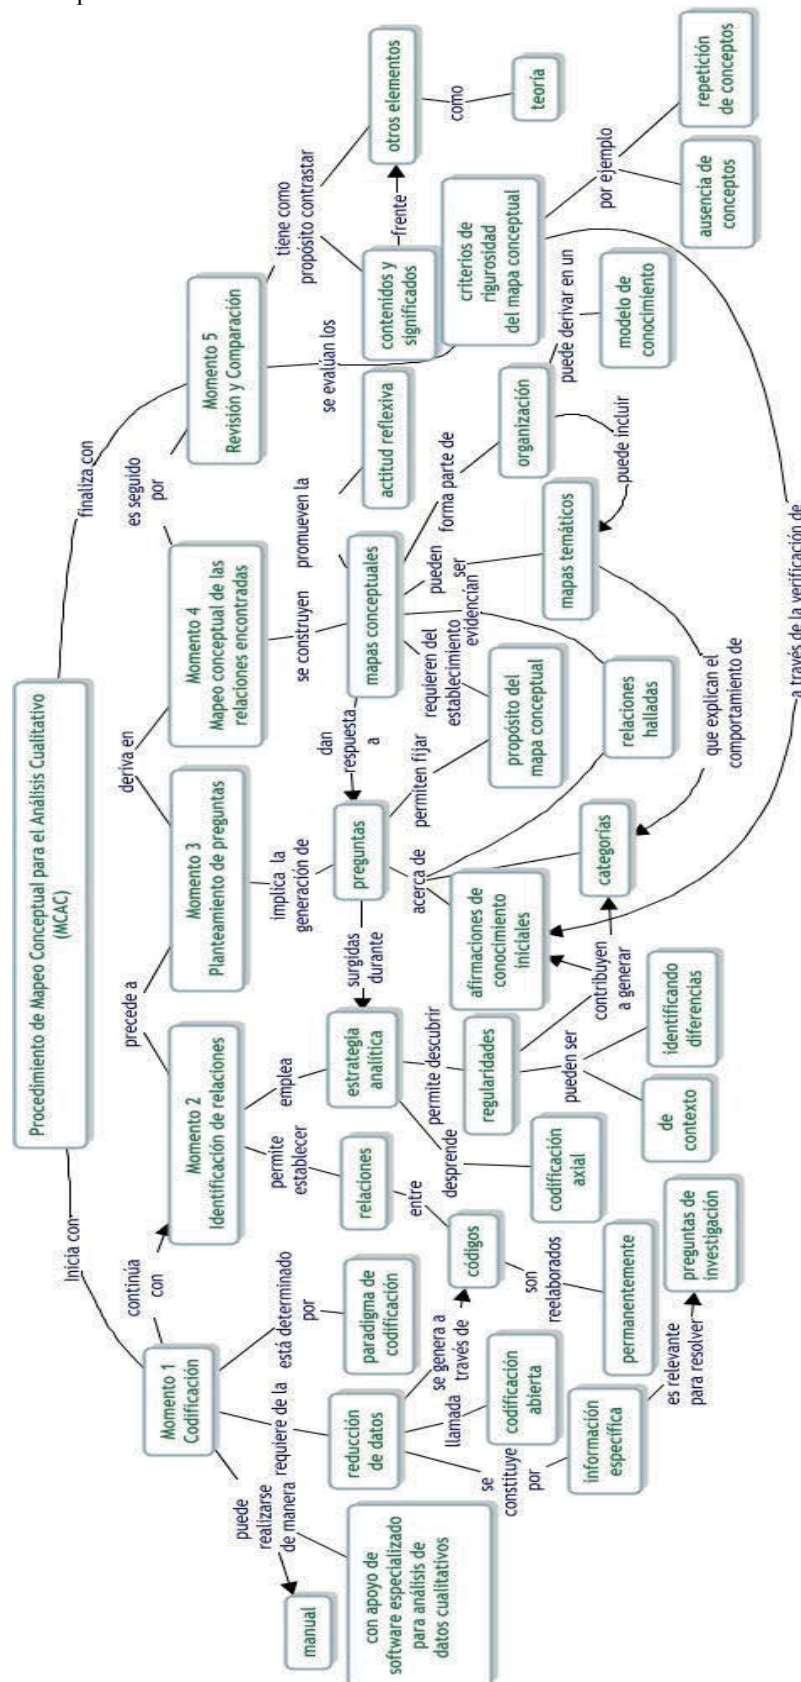 Procedimiento de Mapeo Conceptual para el Análisis Cualitativo
(MCAC)
Inicia con
finaliza con
Momento 1
Codificación
continúa
con
Momento 2
Identificación de relaciones
precede a
Momento 3
Planteamiento de preguntas
deriva en
Momento 4
Mapeo conceptual de las
relaciones encontradas
es seguido
por
Momento 5
Revisión y Comparación
puede
realizarse
de manera
manual
con apoyo de
software especializado
para análisis de
datos cualitativos
requiere de la
reducción
de datos
está determinado
por
paradigma de
codificación
se
constituye
por
información
específica
es relevante
para resolver
preguntas de
investigación
llamada
codificación
abierta
se genera a
través de
códigos
son
reelaborados
permanentemente
permite
establecer
relaciones
entre
emplea
estrategia
analítica
desprende
codificación
axial
permite descubrir
regularidades
pueden ser
de
contexto
identificando
diferencias
contribuyen
a generar
implica la
generación de
preguntas
surgidas
durante
acerca de
afirmaciones de
conocimiento
iniciales
categorías
relaciones
halladas
permiten fijar
propósito del
mapa conceptual
se construyen
mapas conceptuales
dan
respuesta
a
requieren del
establecimiento
evidencian
pueden
ser
mapas temáticos
que explican el
comportamiento de
promueven la
actitud reflexiva
forma parte de
organización
puede incluir
puede derivar en un
modelo de
conocimiento
se evalúan los
criterios de
rigurosidad
del mapa conceptual
por ejemplo
ausencia de
conceptos
repetición
de conceptos
a través de la verificación de
tiene como
propósito contrastar
contenidos y
significados
frente
otros elementos
como
teoría